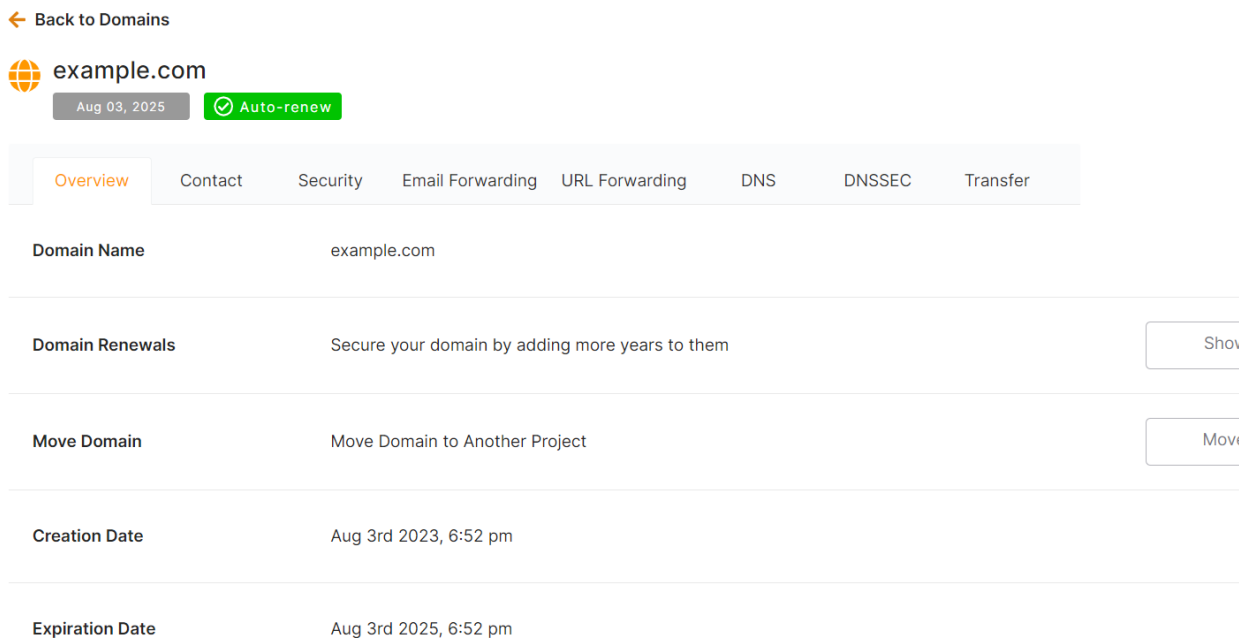 Back to Domains
example.com
Aug 03, 2025 Auto-renew
Overview Contact Security Email Forwarding URL Forwarding DNS DNSSEC Transfer
Domain Name example.com
Domain Renewals Secure your domain by adding more years to them Show
Move Domain Move Domain to Another Project Move
Creation Date Aug 3rd 2023, 6:52 pm
Expiration Date Aug 3rd 2025, 6:52 pm